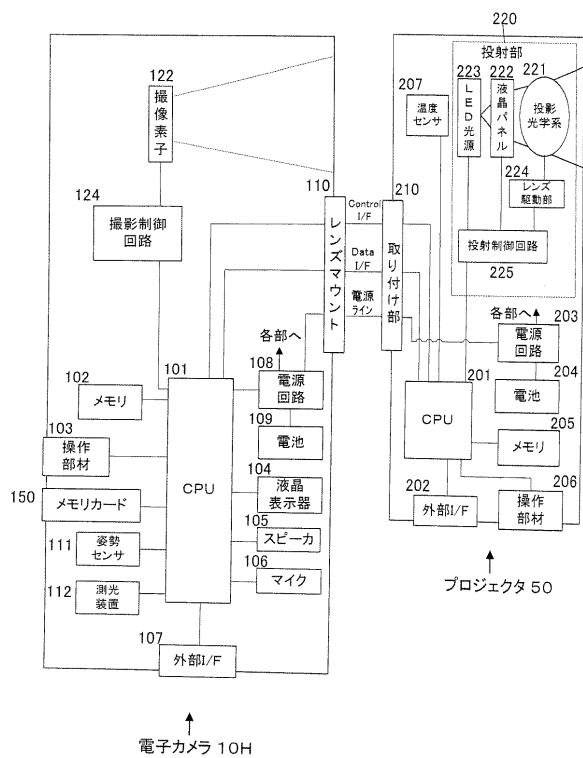 220
投射部
223
222
221
LED光源
液晶パネル
投影
光学系
207
温度
センサ
224
レンズ
駆動部
投射制御回路
225
122
撮像素子
124
撮影制御
回路
110
レンズマウント
Control
I/F
Data
I/F
電源
ライン
210
取り付け部
各部へ
203
電源
回路
204
電池
201
CPU
205
メモリ
202
外部I/F
206
操作
部材
プロジェクタ 50
各部へ
101
CPU
108
電源
回路
109
電池
102
メモリ
103
操作
部材
104
液晶
表示器
150
メモリカード
105
スピーカ
111
姿勢
センサ
106
マイク
112
測光
装置
107
外部I/F
電子カメラ 10H